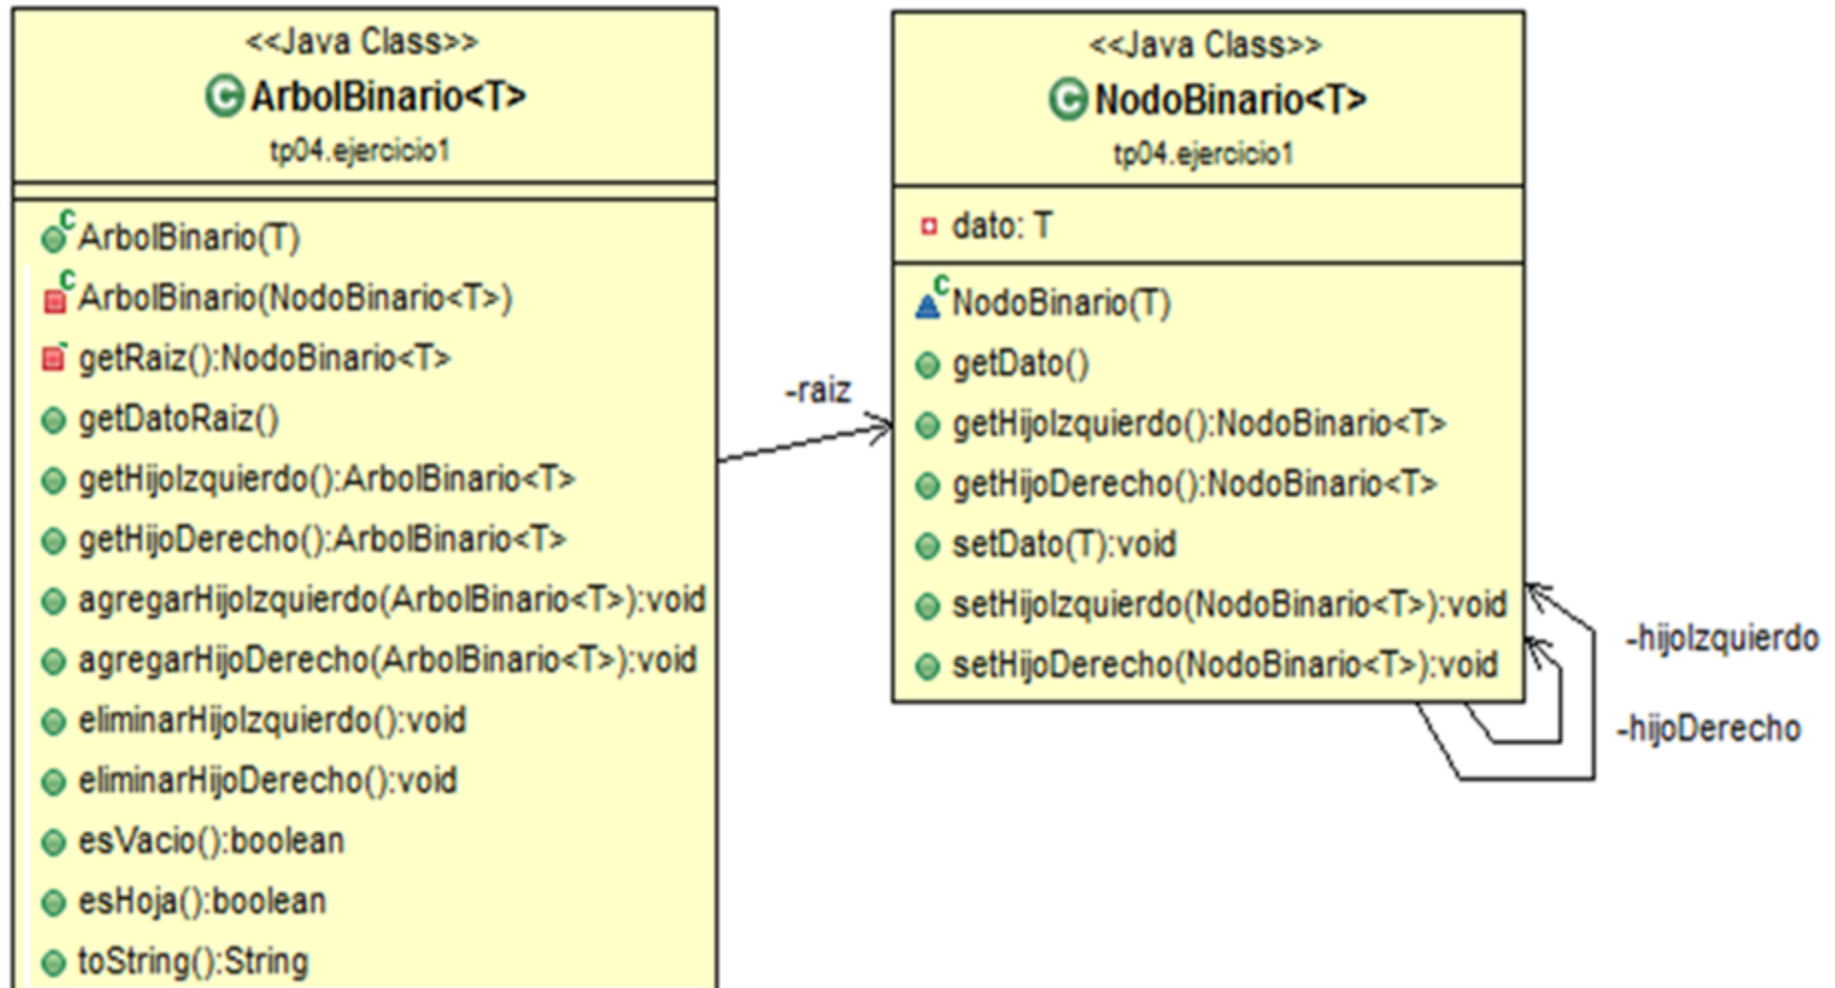 <<Java Class>>
ArbolBinario<T>
tp04.ejercicio1
ArbolBinario(T)
ArbolBinario(NodoBinario<T>)
getRaiz():NodoBinario<T>
getDatoRaiz()
getHijoIzquierdo():ArbolBinario<T>
getHijoDerecho():ArbolBinario<T>
agregarHijoIzquierdo(ArbolBinario<T>):void
agregarHijoDerecho(ArbolBinario<T>):void
eliminarHijoIzquierdo():void
eliminarHijoDerecho():void
esVacio():boolean
esHoja():boolean
toString():String
-raiz
<<Java Class>>
NodoBinario<T>
tp04.ejercicio1
dato: T
NodoBinario(T)
getDato()
getHijoIzquierdo():NodoBinario<T>
getHijoDerecho():NodoBinario<T>
setDato(T):void
setHijoIzquierdo(NodoBinario<T>):void
setHijoDerecho(NodoBinario<T>):void
-hijoIzquierdo
-hijoDerecho